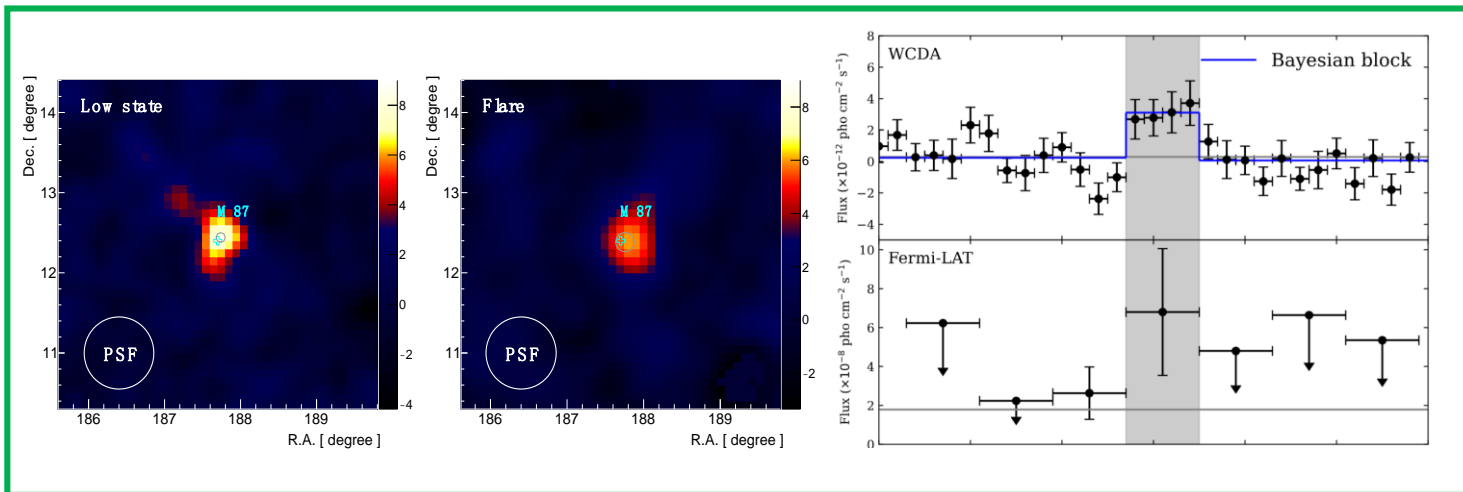 Low state
M 87
PSF
Dec. [ degree ]
14
13
12
11
186
187
188
189
R.A. [ degree ]
8
6
4
2
0
-2
-4
Flare
M 87
PSF
Dec. [ degree ]
14
13
12
11
186
187
188
189
R.A. [ degree ]
8
6
4
2
0
-2
WCDA
Bayesian block
Flux (×10⁻¹² pho cm⁻² s⁻¹)
8
6
4
2
0
−2
−4
Fermi-LAT
Flux (×10⁻⁸ pho cm⁻² s⁻¹)
10
8
6
4
2
0